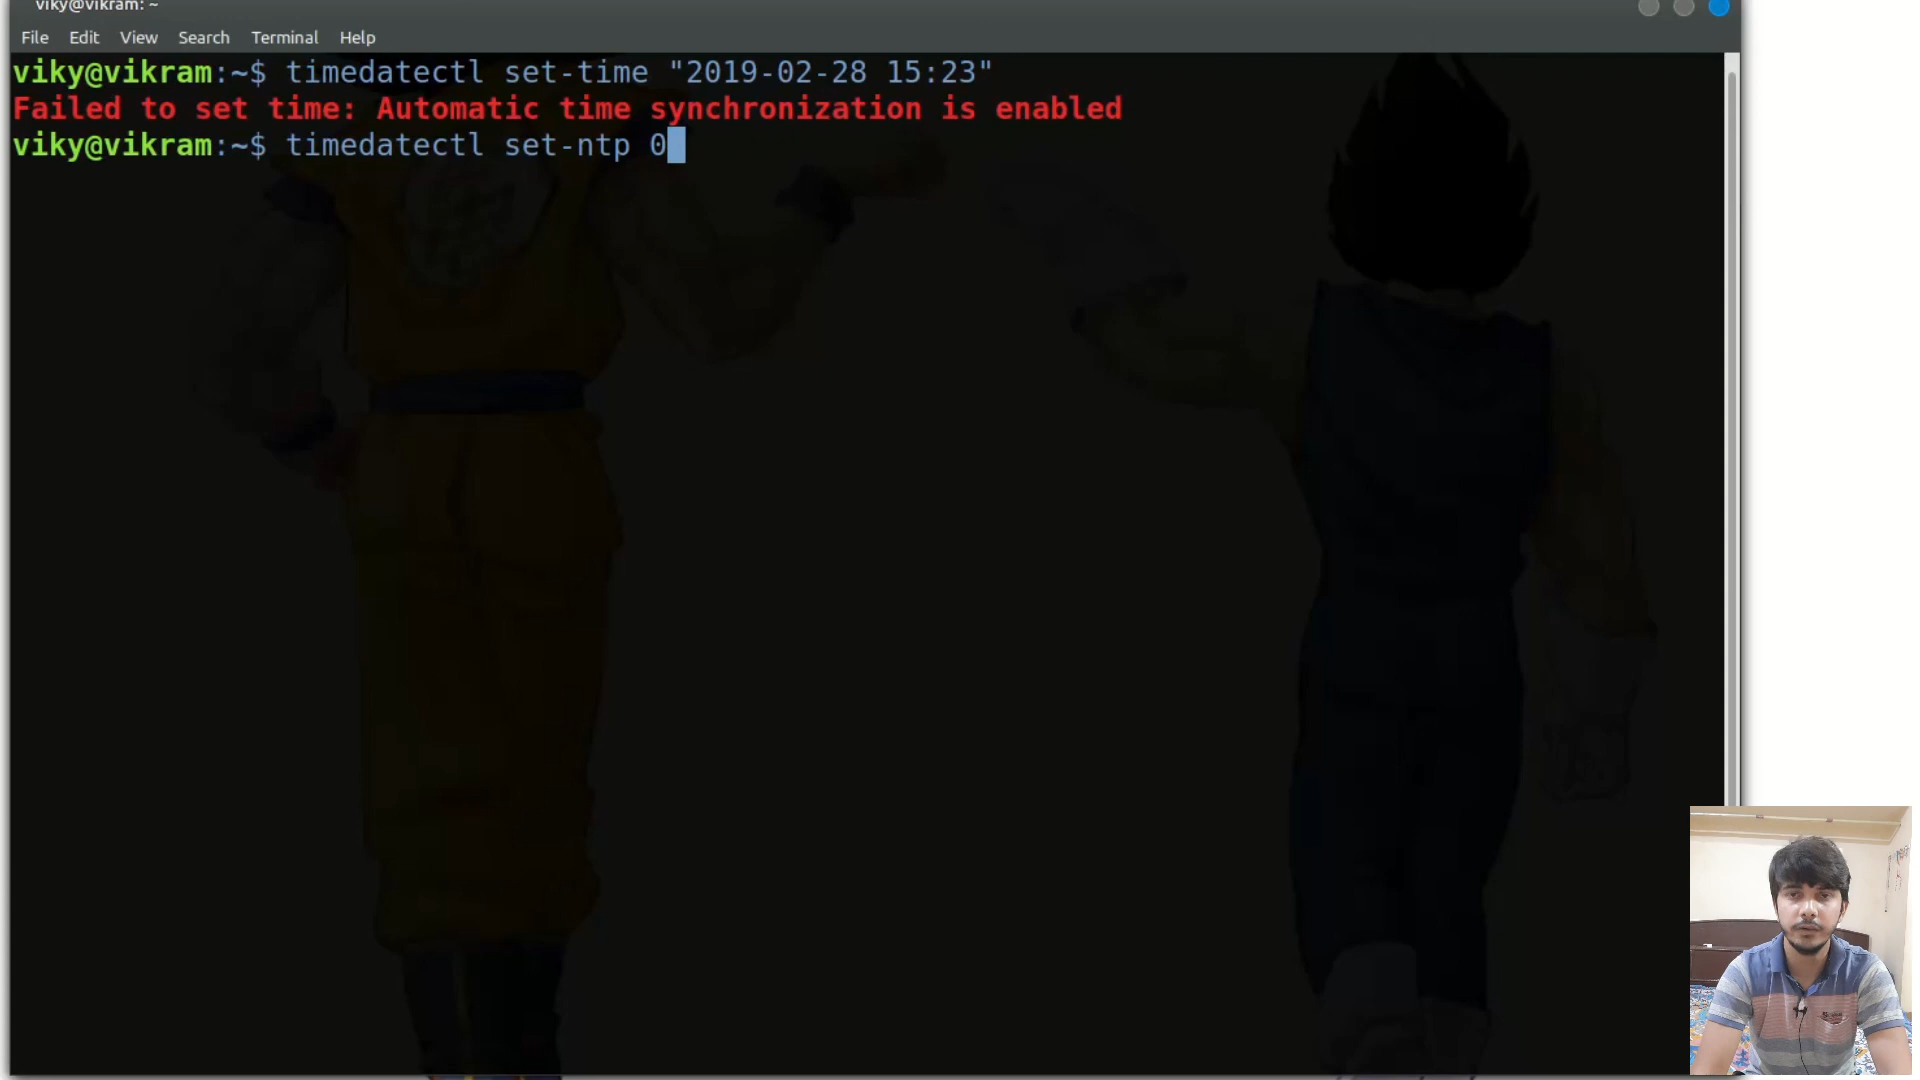 viky@vikram: ~
File Edit View Search Terminal Help
viky@vikram:~$ timedatectl set-time "2019-02-28 15:23"
Failed to set time: Automatic time synchronization is enabled
viky@vikram:~$ timedatectl set-ntp 0